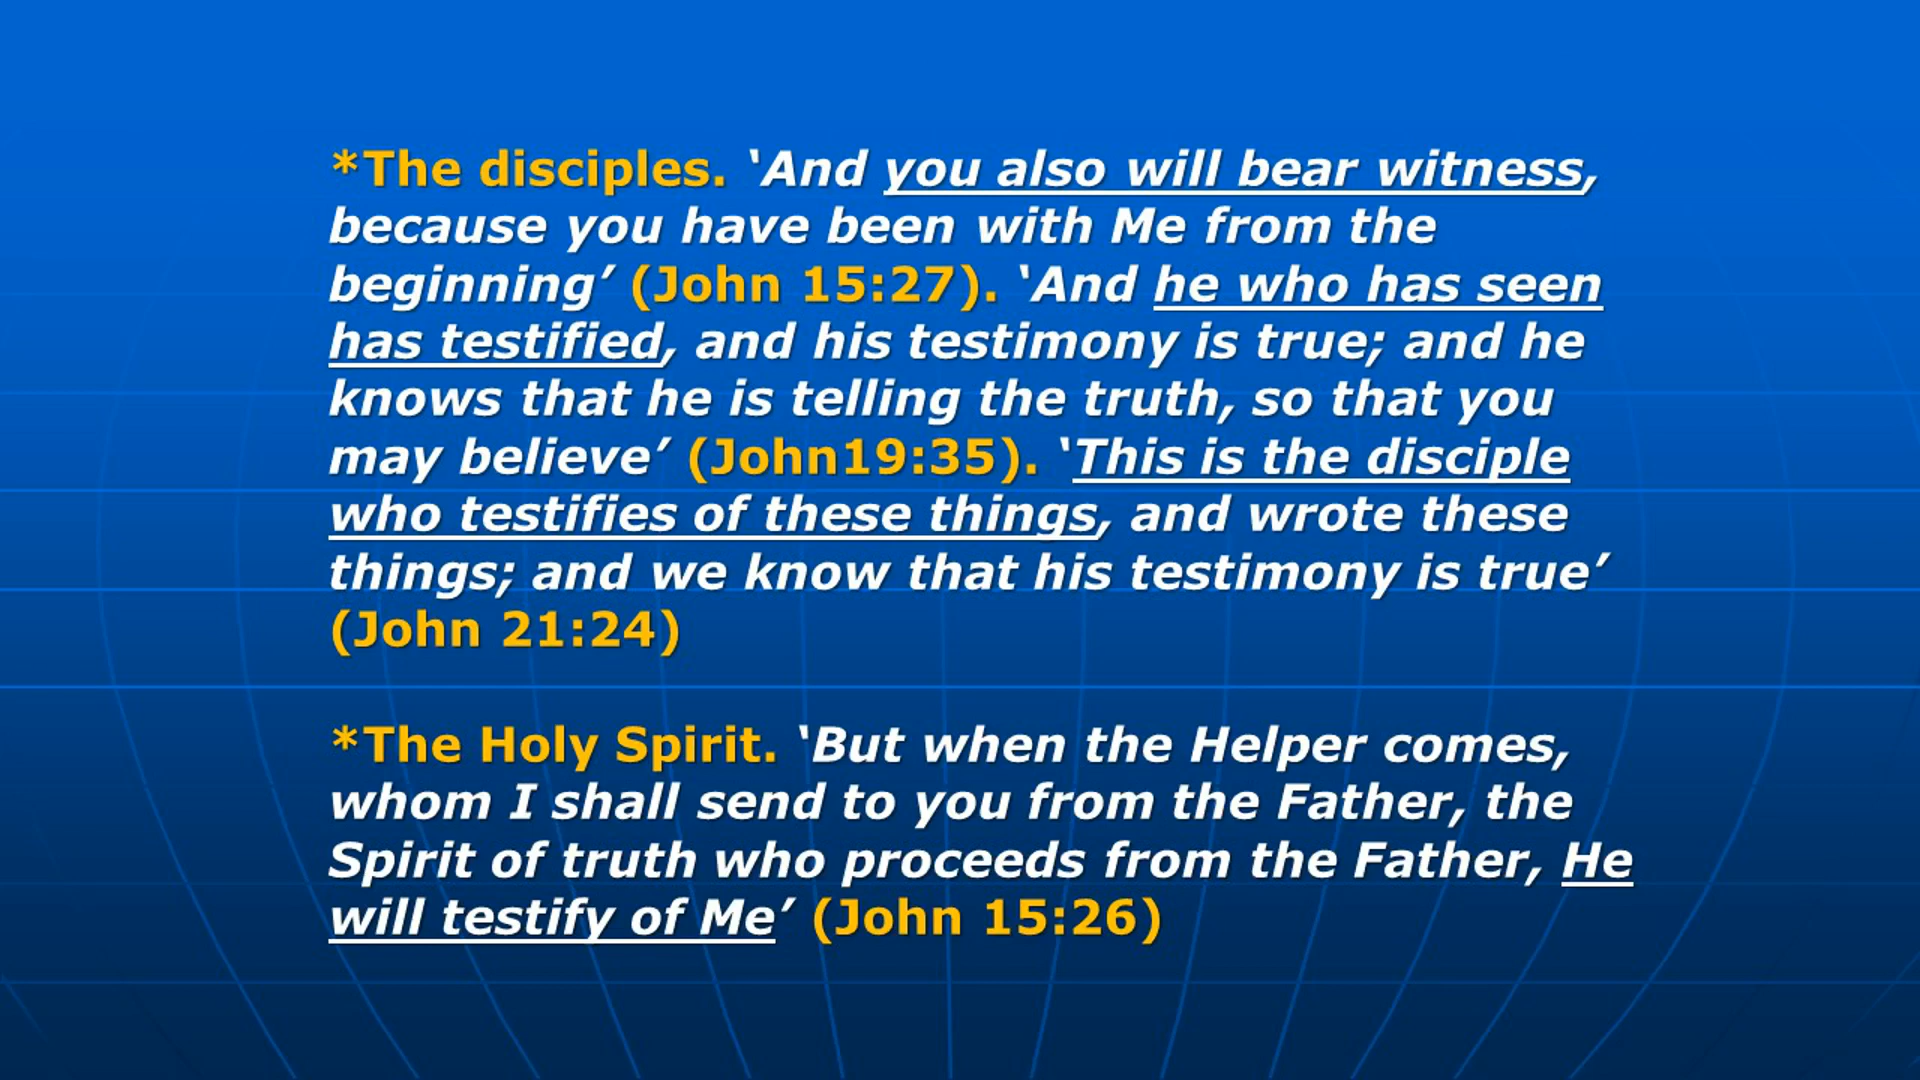 *The disciples. ‘And you also will bear witness,
because you have been with Me from the
beginning’ (John 15:27). ‘And he who has seen
has testified, and his testimony is true; and he
knows that he is telling the truth, so that you
may believe’ (John19:35). ‘This is the disciple
who testifies of these things, and wrote these
things; and we know that his testimony is true’
(John 21:24)
*The Holy Spirit. ‘But when the Helper comes,
whom I shall send to you from the Father, the
Spirit of truth who proceeds from the Father, He
will testify of Me’ (John 15:26)